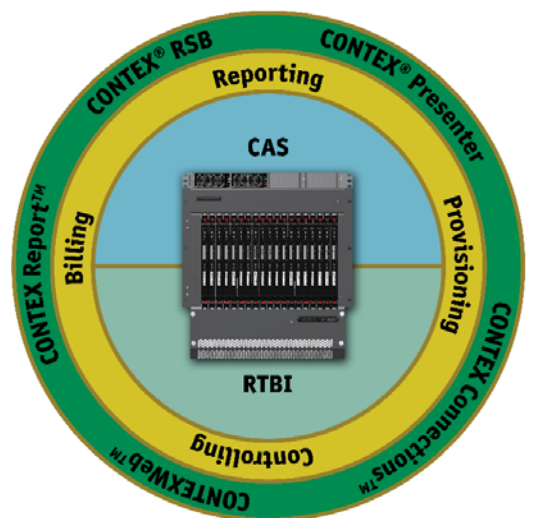 CONTEX® RSB
CONTEX® Presenter
CONTEX Connections™
CONTEXWeb™
CONTEX Report™
Reporting
Provisioning
Controlling
Billing
CAS
RTBI